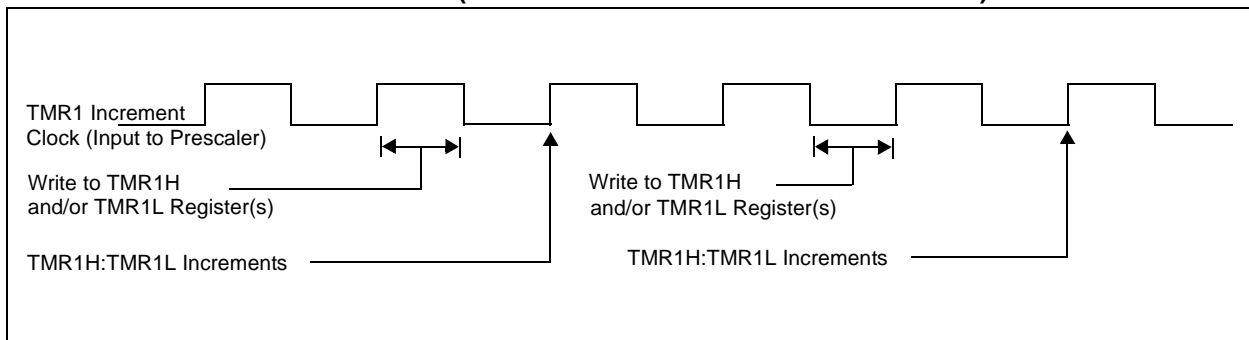 TMR1 Increment
Clock (Input to Prescaler)
Write to TMR1H
and/or TMR1L Register(s)
Write to TMR1H
and/or TMR1L Register(s)
TMR1H:TMR1L Increments
TMR1H:TMR1L Increments